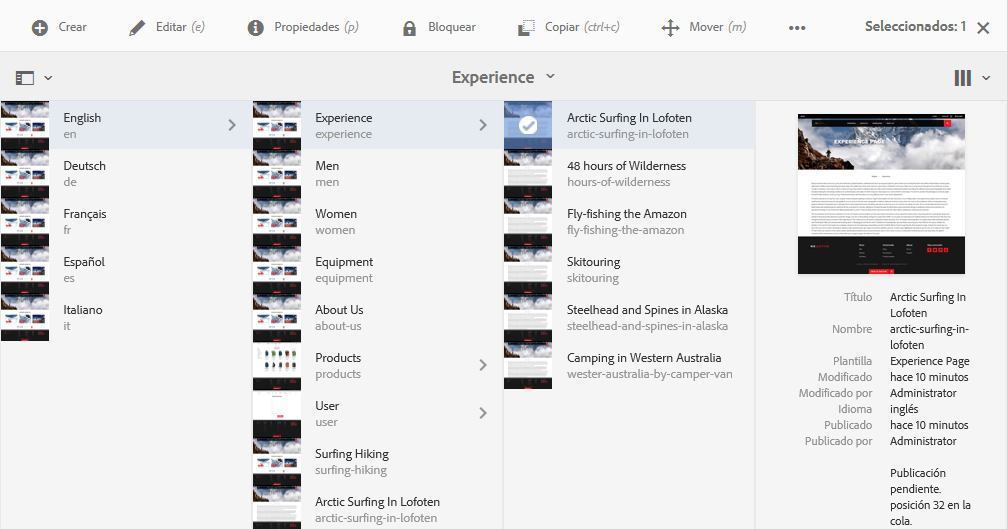 Crear
Editar (e)
Propiedades (p)
Bloquear
Copiar (ctrl+c)
Mover (m)
Seleccionados: 1
Experience
English
en
Deutsch
de
Français
fr
Español
es
Italiano
it
Experience
experience
Men
men
Women
women
Equipment
equipment
About Us
about-us
Products
products
User
user
Surfing Hiking
surfing-hiking
Arctic Surfing In Lofoten
arctic-surfing-in-lofoten
Arctic Surfing In Lofoten
arctic-surfing-in-lofoten
48 hours of Wilderness
hours-of-wilderness
Fly-fishing the Amazon
fly-fishing-the-amazon
Skitouring
skitouring
Steelhead and Spines in Alaska
steelhead-and-spines-in-alaska
Camping in Western Australia
wester-australia-by-camper-van
EXPERIENCE PAGE
Título Arctic Surfing In
Lofoten
Nombre arctic-surfing-in-
lofoten
Plantilla Experience Page
Modificado hace 10 minutos
Modificado por Administrator
Idioma inglés
Publicado hace 10 minutos
Publicado por Administrator
Publicación
pendiente.
posición 32 en la
cola.